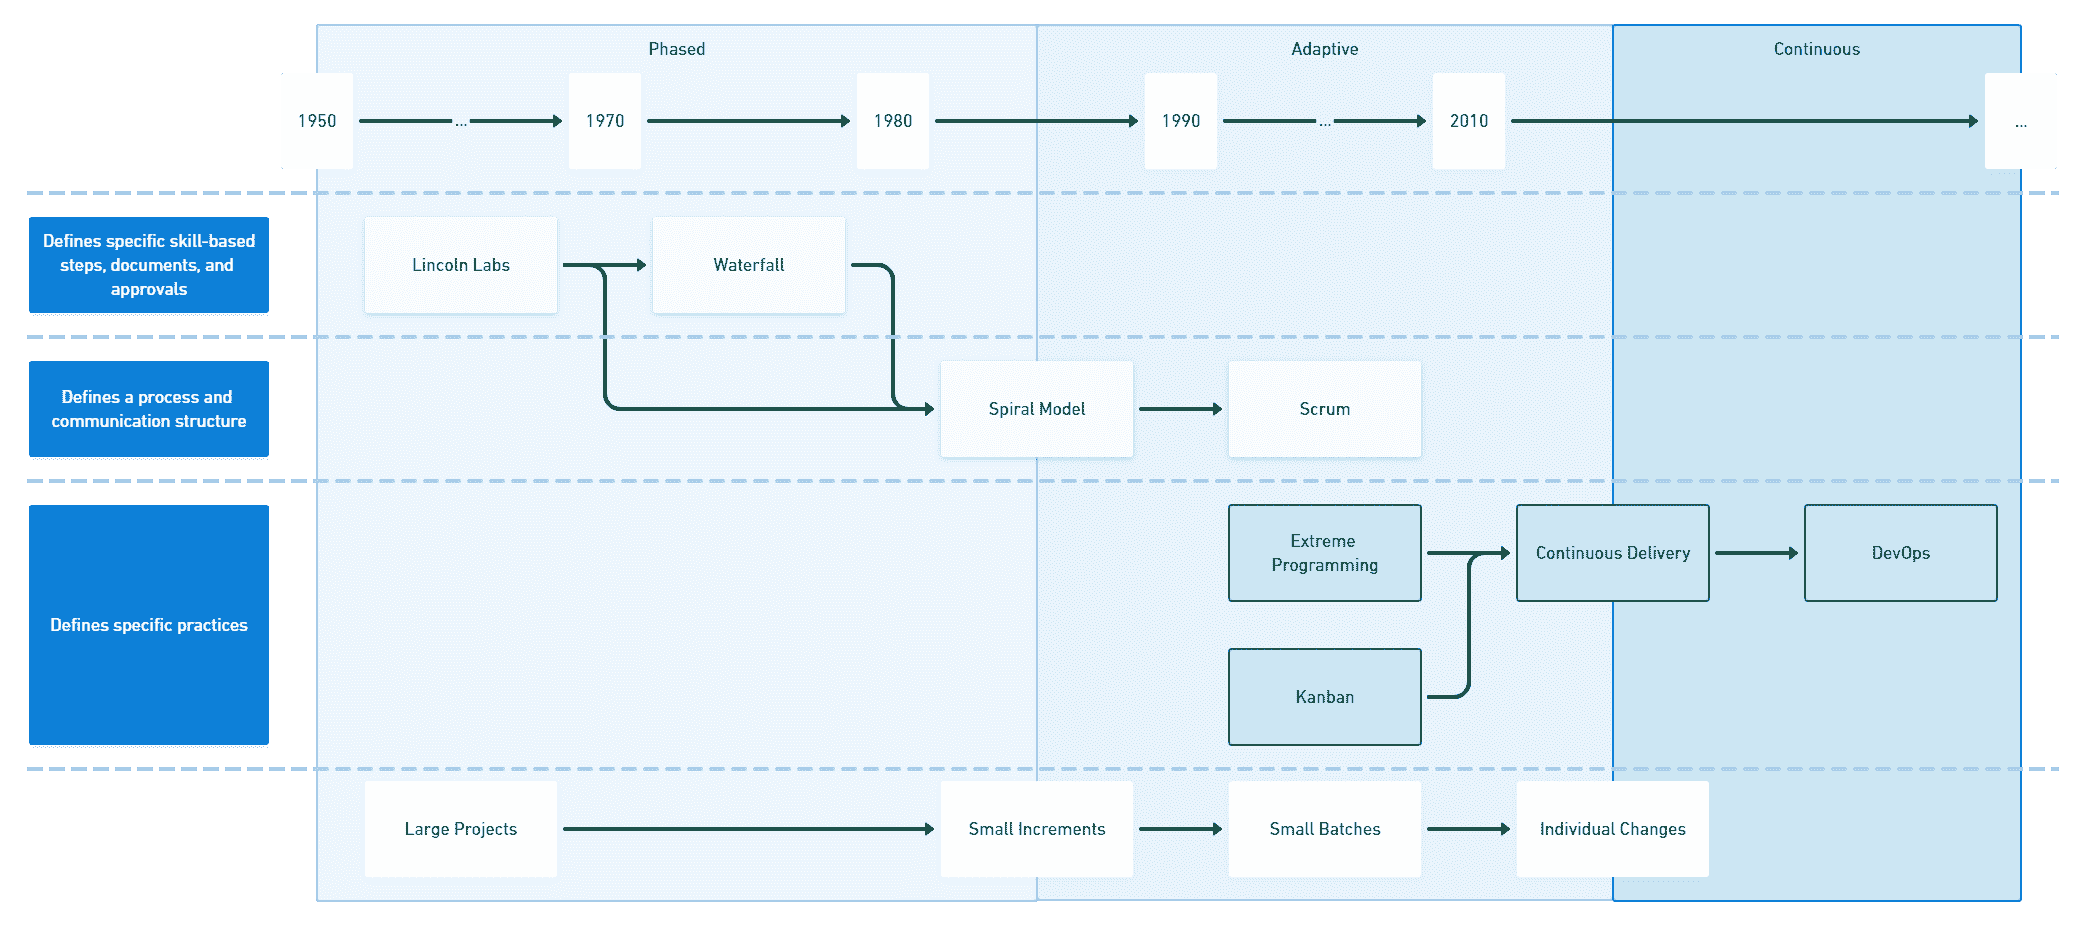 Phased
Adaptive
Continuous
1950
...
1970
1980
1990
...
2010
...
Defines specific skill-based
steps, documents, and
approvals
Lincoln Labs
Waterfall
Defines a process and
communication structure
Spiral Model
Scrum
Defines specific practices
Extreme
Programming
Continuous Delivery
DevOps
Kanban
Large Projects
Small Increments
Small Batches
Individual Changes